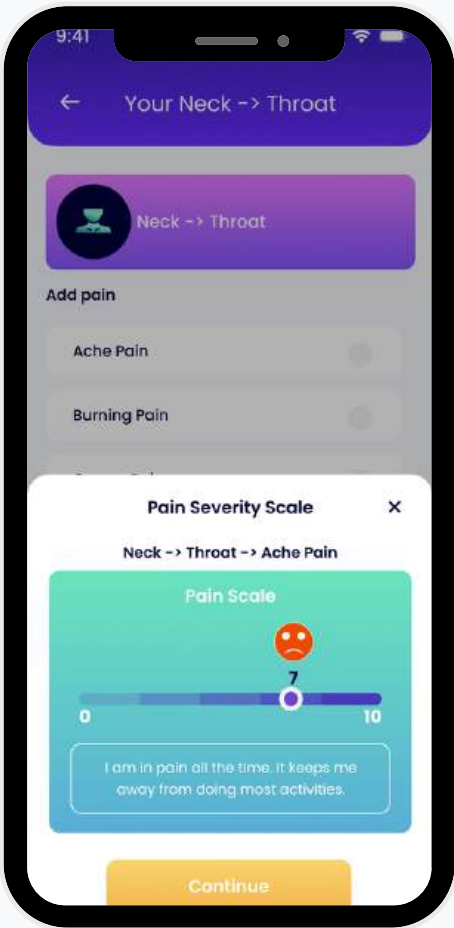 9:41
← Your Neck -> Throat
Neck -> Throat
Add pain
Ache Pain
Burning Pain
Pain Severity Scale ×
Neck -> Throat -> Ache Pain
Pain Scale
7
0 10
I am in pain all the time. It keeps me
away from doing most activities.
Continue